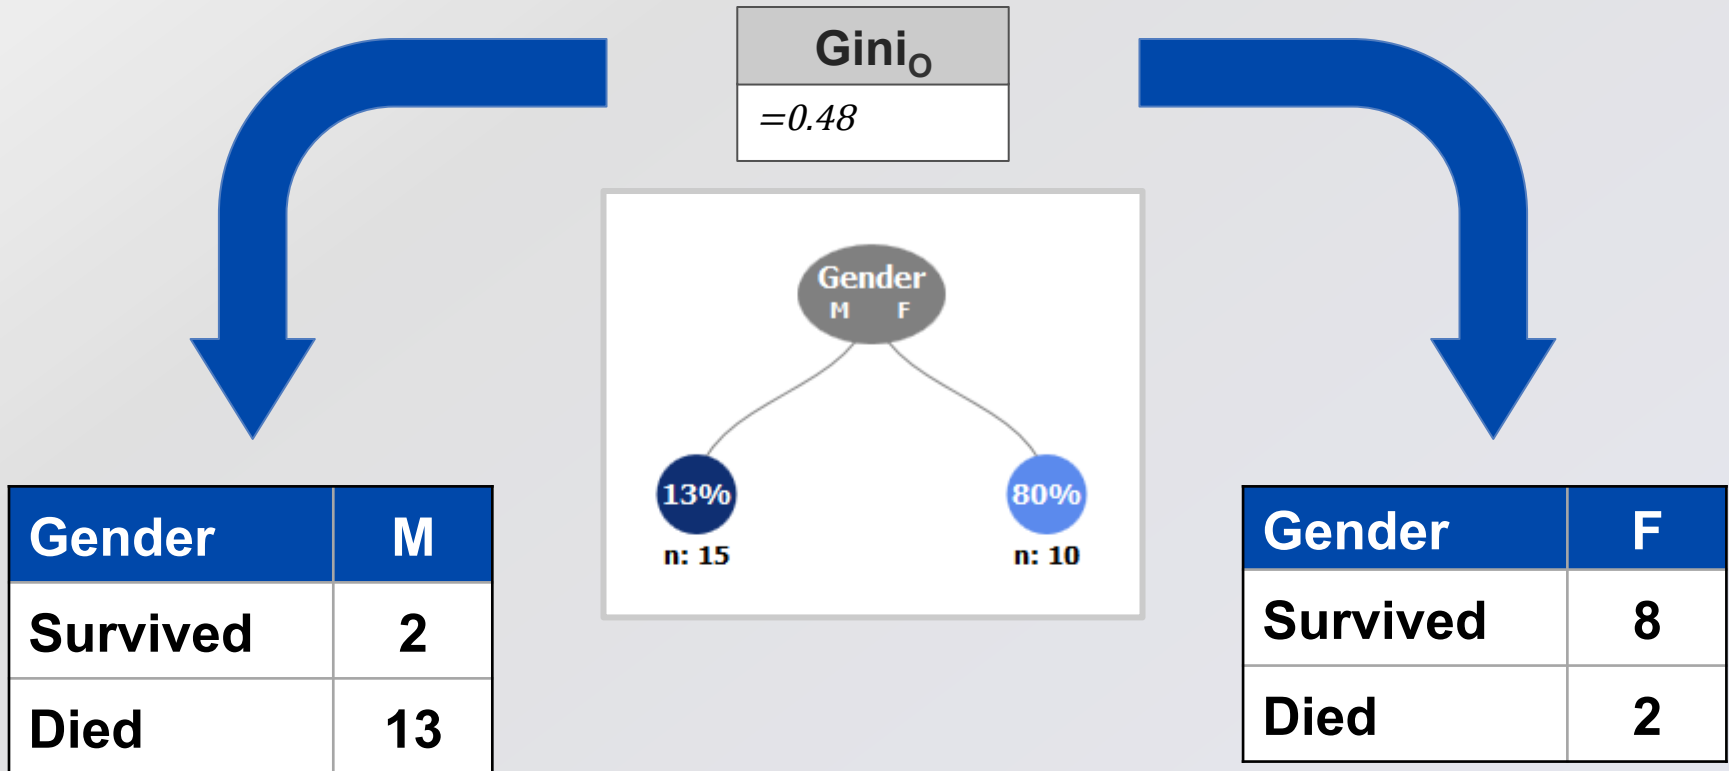 Gini₀
=0.48
Gender
M F
13%
80%
n: 15
n: 10
Gender M
Survived 2
Died 13
Gender F
Survived 8
Died 2